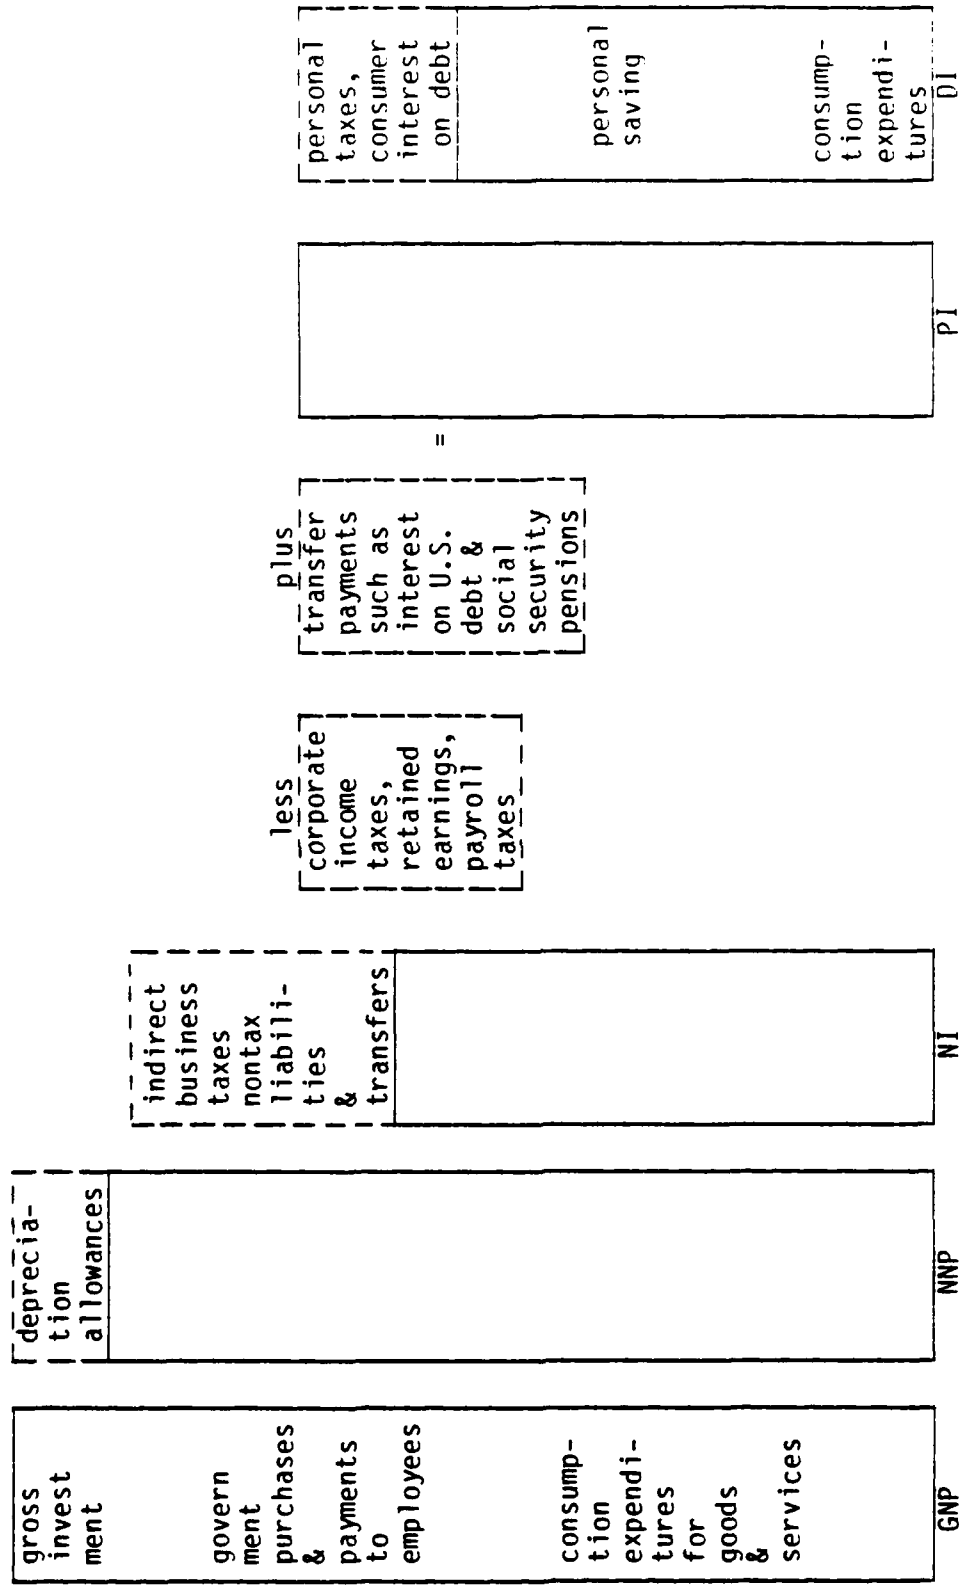 gross
invest
ment
govern
ment
purchases
&
payments
to
employees
consump-
tion
expendi-
tures
for
goods
&
services
GNP
deprecia-
tion
allowances
NNP
indirect
business
taxes
nontax
liabili-
ties
&
transfers
NI
less
corporate
income
taxes,
retained
earnings,
payroll
taxes
plus
transfer
payments
such as
interest
on U.S.
debt &
social
security
pensions
=
PI
personal
taxes,
consumer
interest
on debt
personal
saving
consump-
tion
expendi-
tures
DI